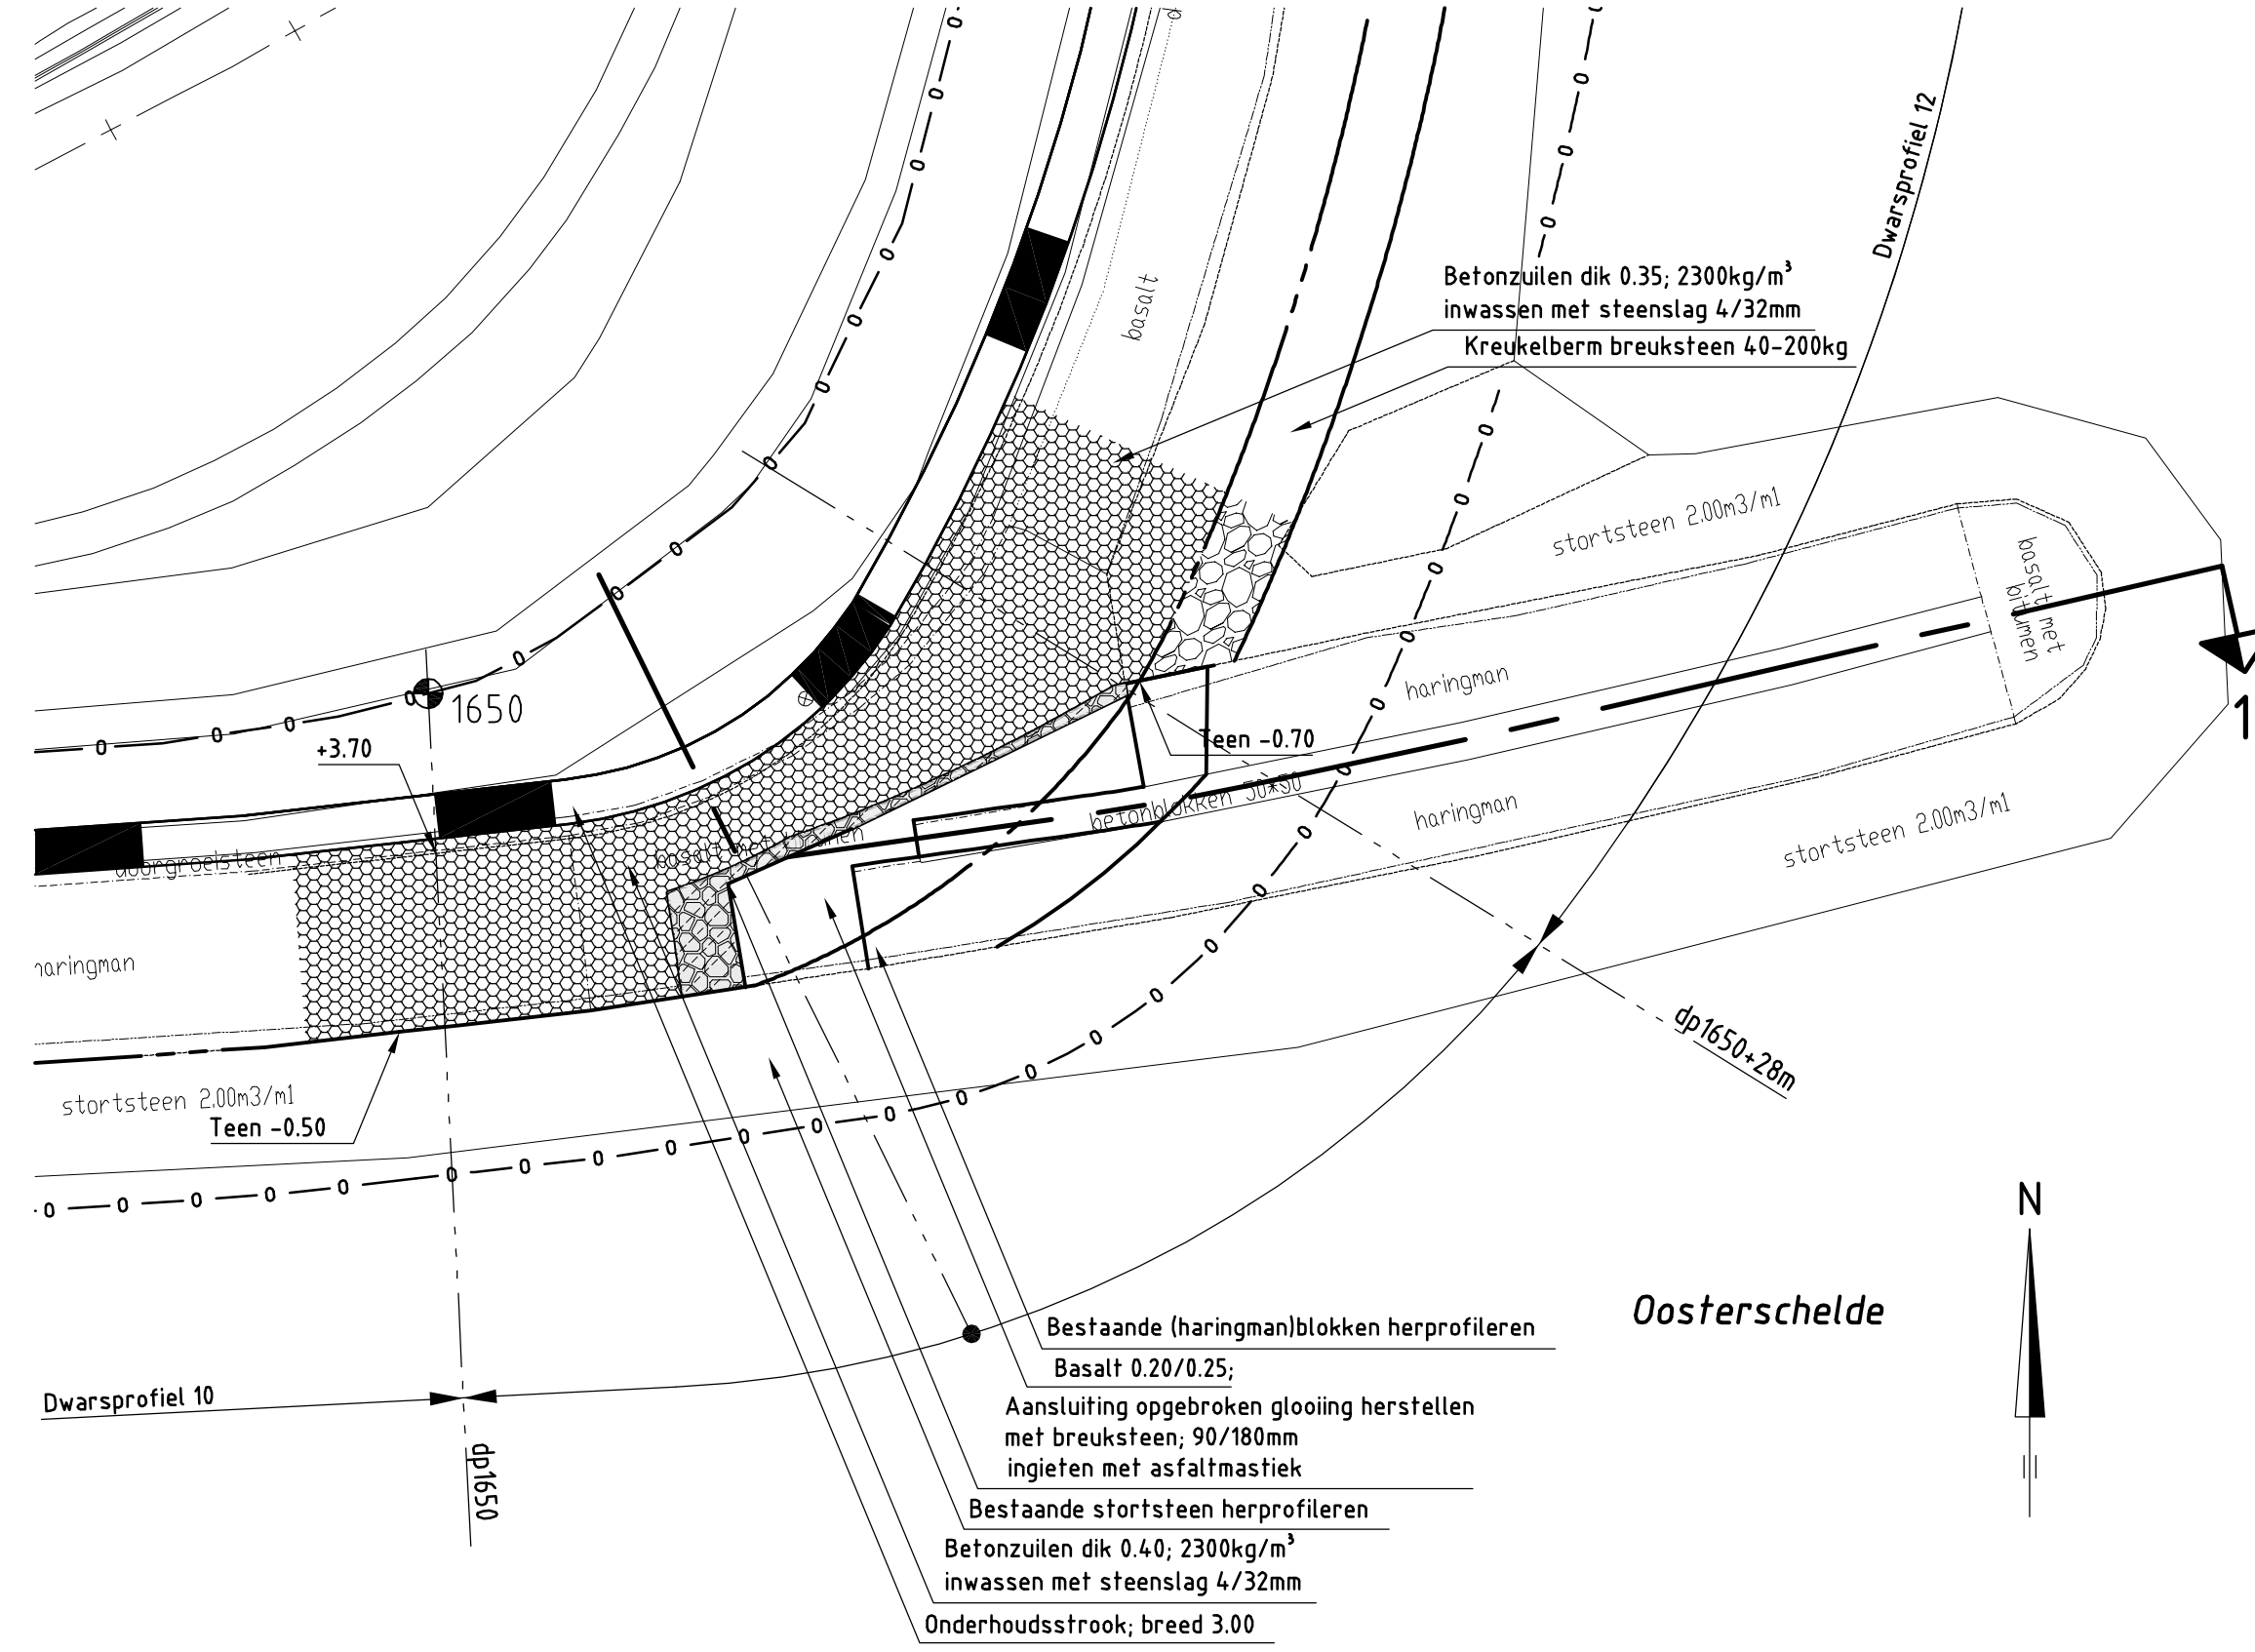 Dwarsprofiel 12
basalt
Betonzuilen dik 0.35; 2300kg/m³
inwassen met steenslag 4/32mm
Kreukelberm breuksteen 40-200kg
stortsteen 2.00m3/m1
basalt met
bitumen
haringman
1650
+3.70
Teen -0.70
1
betonblokken 50*50
haringman
stortsteen 2.00m3/m1
doorgroeisteen
haringman
dp1650+28m
stortsteen 2.00m3/m1
Teen -0.50
N
Oosterschelde
Bestaande (haringman)blokken herprofileren
Basalt 0.20/0.25;
Dwarsprofiel 10
Aansluiting opgebroken glooiing herstellen
met breuksteen; 90/180mm
ingieten met asfaltmastiek
dp1650
Bestaande stortsteen herprofileren
Betonzuilen dik 0.40; 2300kg/m³
inwassen met steenslag 4/32mm
Onderhoudsstrook; breed 3.00